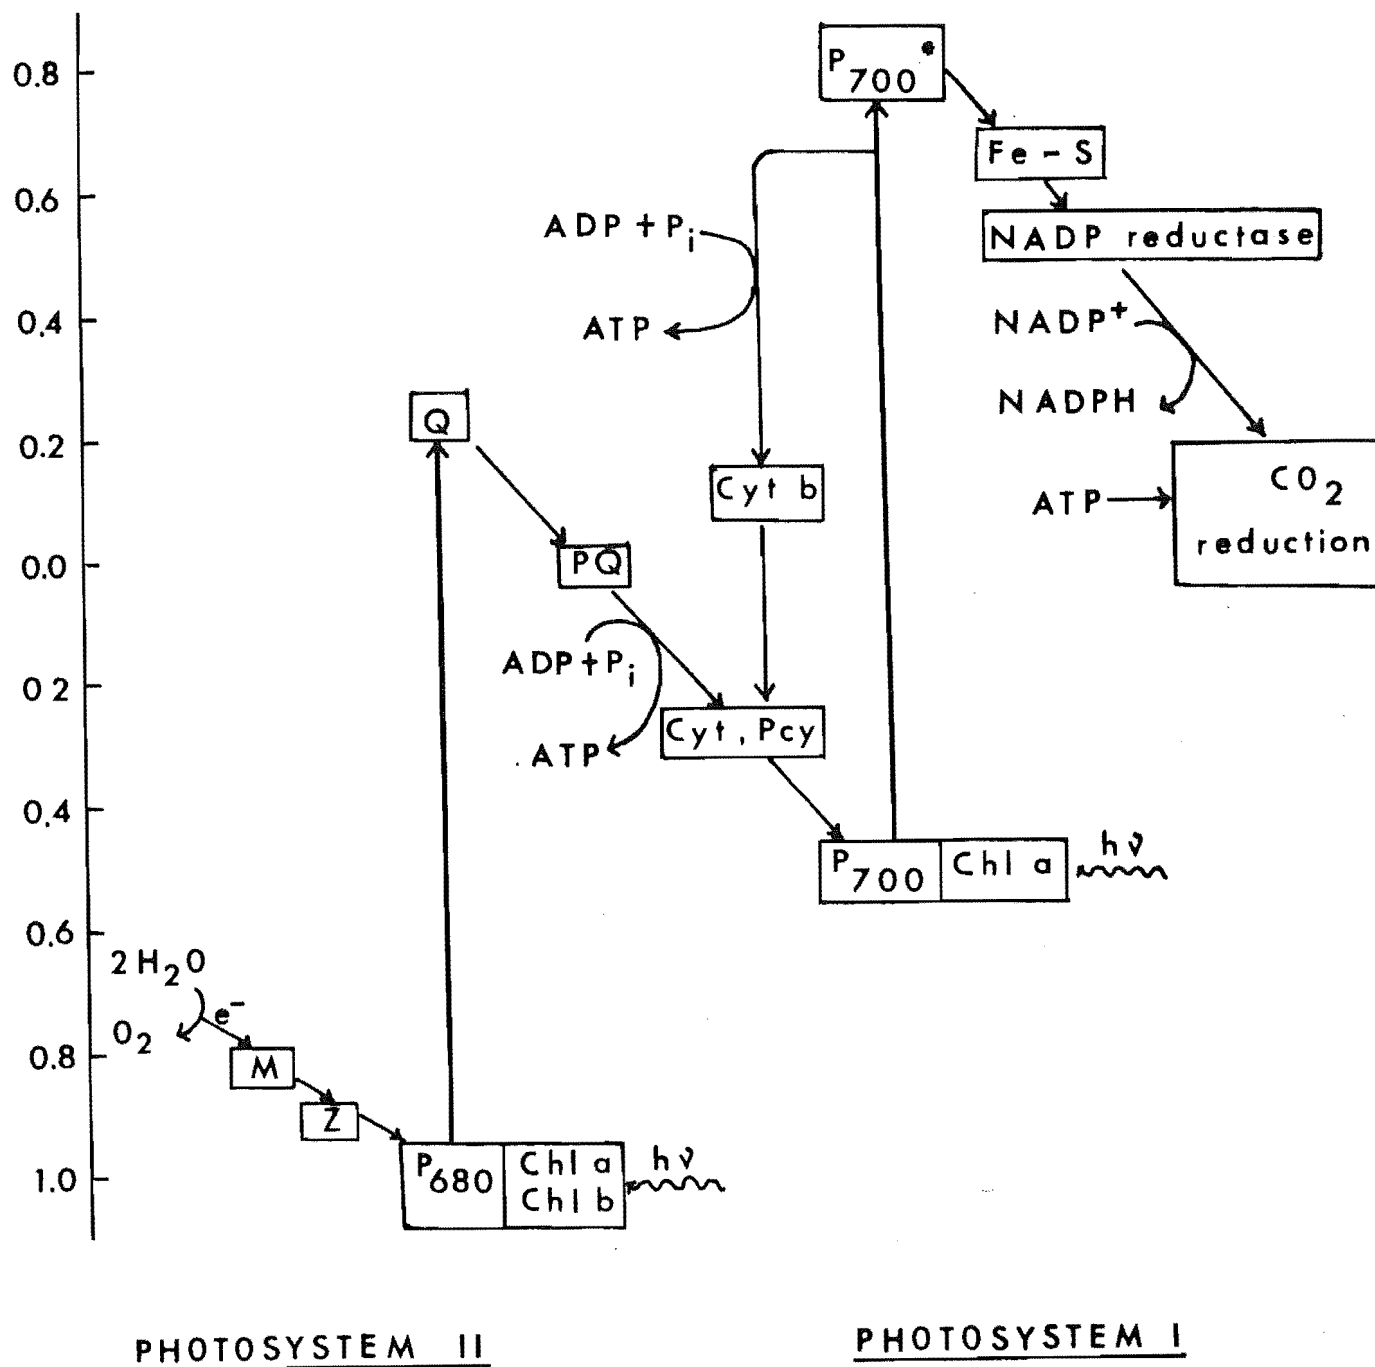 0.8
0.6
0.4
0.2
0.0
0 2
0.4
0.6
0.8
1.0
P700*
Fe - S
NADP reductase
ADP + Pi
ATP
NADP+
NADPH
Q
Cyt b
ATP
CO2
reduction
PQ
ADP+Pi
ATP
Cyt, Pcy
P700
Chl a
hν
2H2O
e-
O2
M
Z
P680
Chl a
Chl b
hν
PHOTOSYSTEM II
PHOTOSYSTEM I